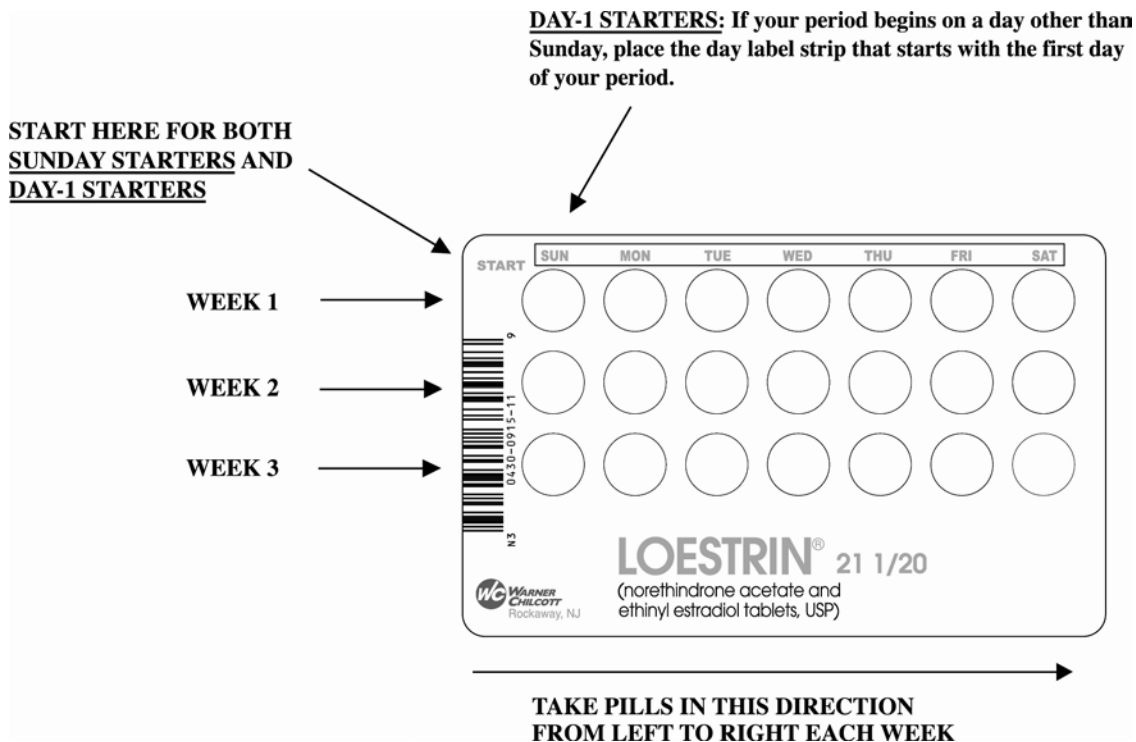 DAY-1 STARTERS: If your period begins on a day other than
Sunday, place the day label strip that starts with the first day
of your period.
START HERE FOR BOTH
SUNDAY STARTERS AND
DAY-1 STARTERS
START SUN MON TUE WED THU FRI SAT
WEEK 1
WEEK 2
WEEK 3
9
0430-0915-11
N3
LOESTRIN® 21 1/20
(norethindrone acetate and
ethinyl estradiol tablets, USP)
WC WARNER
CHILCOTT
Rockaway, NJ
TAKE PILLS IN THIS DIRECTION
FROM LEFT TO RIGHT EACH WEEK